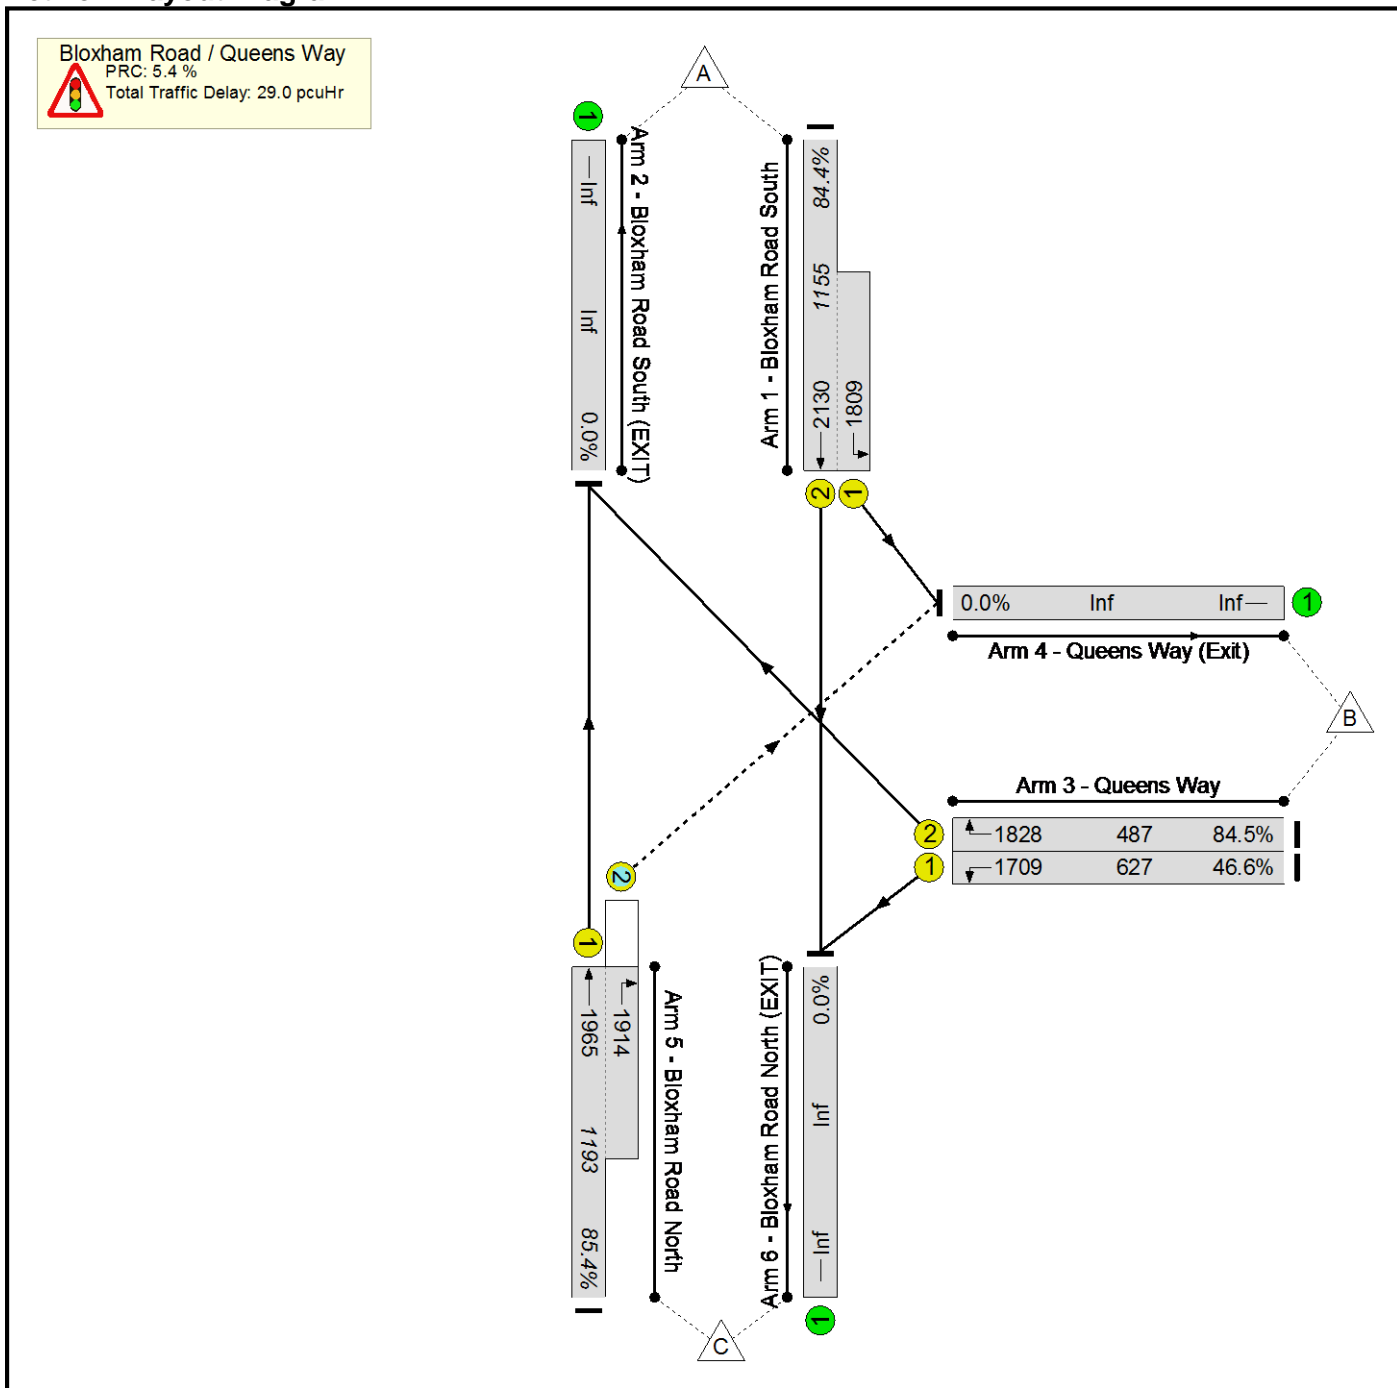 Bloxham Road / Queens Way
PRC: 5.4 %
Total Traffic Delay: 29.0 pcuHr
A
1
Inf
Inf
0.0%
Arm 2 - Bloxham Road South (EXIT)
Arm 1 - Bloxham Road South
84.4%
1155
2130
1809
2
1
0.0% Inf Inf
1
Arm 4 - Queens Way (Exit)
B
Arm 3 - Queens Way
2
1828 487 84.5%
1
1709 627 46.6%
2
1
1965 1193 85.4%
1914
Arm 5 - Bloxham Road North
Arm 6 - Bloxham Road North (EXIT)
0.0%
Inf
Inf
1
C